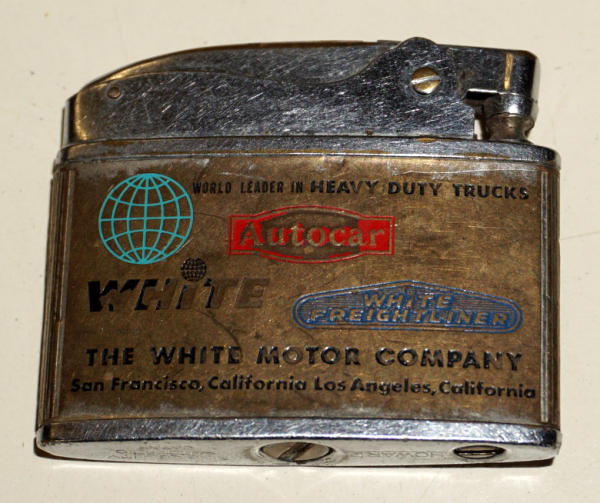 WORLD LEADER IN HEAVY DUTY TRUCKS
Autocar
WHITE
WHITE
FREIGHTLINER
THE WHITE MOTOR COMPANY
San Francisco, California Los Angeles, California
HOWARD